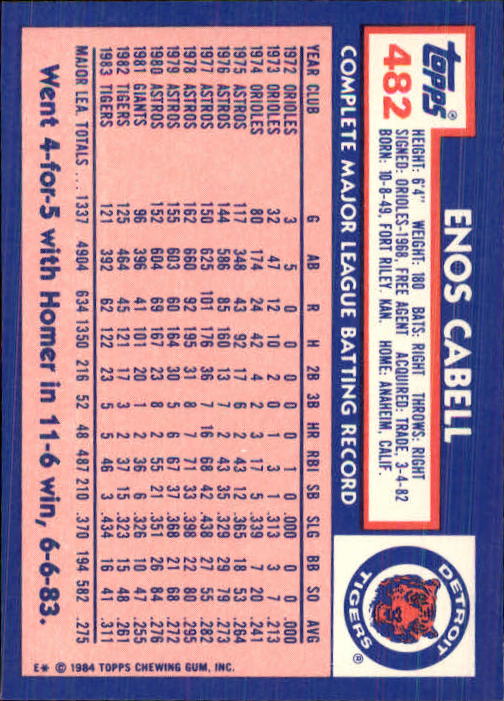 topps®
482
ENOS CABELL
HEIGHT: 6'4" WEIGHT: 180 BATS: RIGHT THROWS: RIGHT
SIGNED: ORIOLES-1968, FREE AGENT ACQUIRED: TRADE, 3-4-82
BORN: 10-8-49, FORT RILEY, KAN. HOME: ANAHEIM, CALIF.
DETROIT
TIGERS®
COMPLETE MAJOR LEAGUE BATTING RECORD
YEAR CLUB G AB R H 2B 3B HR RBI SB SLG BB SO AVG
1972 ORIOLES 3 5 0 0 0 0 0 1 0 .000 0 0 .000
1973 ORIOLES 32 47 12 10 2 0 1 3 1 .313 3 7 .213
1974 ORIOLES 80 174 24 42 4 2 3 17 5 .339 7 20 .241
1975 ASTROS 117 348 43 92 17 6 2 43 12 .365 18 53 .264
1976 ASTROS 144 586 85 160 13 7 2 43 35 .329 29 79 .273
1977 ASTROS 150 625 101 176 36 7 16 68 42 .438 27 55 .282
1978 ASTROS 162 660 92 195 31 8 7 71 33 .398 22 80 .295
1979 ASTROS 155 603 60 164 30 5 6 67 37 .368 21 68 .272
1980 ASTROS 152 604 69 167 23 8 2 55 21 .351 26 84 .276
1981 GIANTS 96 396 41 101 20 1 2 36 6 .326 10 47 .255
1982 TIGERS 125 464 45 121 17 3 2 37 15 .323 15 48 .261
1983 TIGERS 121 392 62 122 23 5 5 46 3 .434 16 41 .311
MAJOR LEA. TOTALS ... 1337 4904 634 1350 216 52 48 487 210 .370 194 582 .275
Went 4-for-5 with Homer in 11-6 win, 6-6-83.
E* © 1984 TOPPS CHEWING GUM, INC.